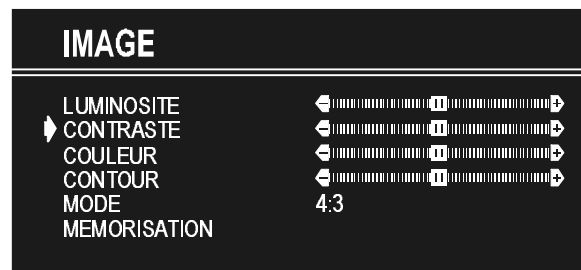 IMAGE
LUMINOSITE
CONTRASTE
COULEUR
CONTOUR
MODE 4:3
MEMORISATION